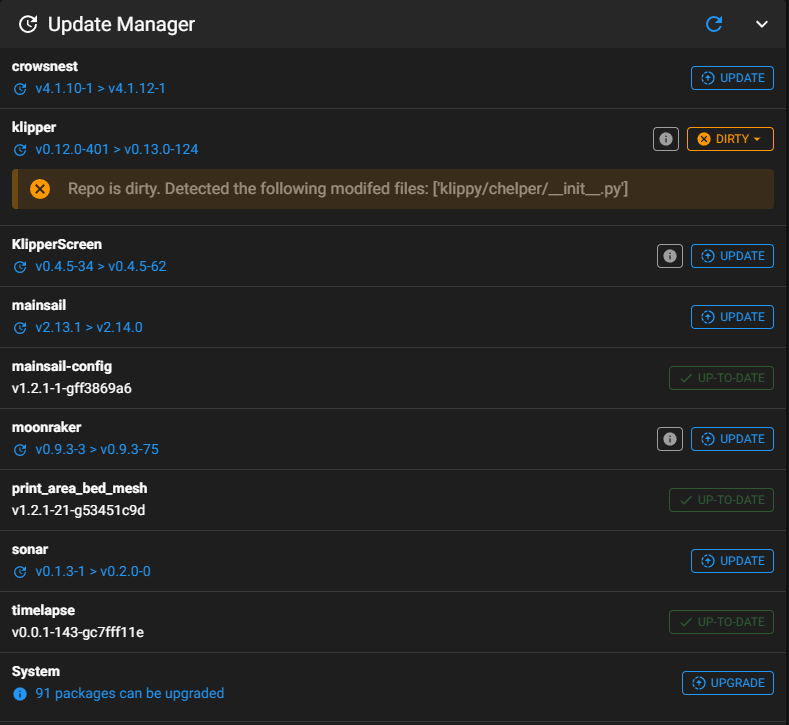 Update Manager
crowsnest
v4.1.10-1 > v4.1.12-1
UPDATE
klipper
v0.12.0-401 > v0.13.0-124
DIRTY
Repo is dirty. Detected the following modifed files: ['klippy/chelper/__init__.py']
KlipperScreen
v0.4.5-34 > v0.4.5-62
UPDATE
mainsail
v2.13.1 > v2.14.0
UPDATE
mainsail-config
v1.2.1-1-gff3869a6
UP-TO-DATE
moonraker
v0.9.3-3 > v0.9.3-75
UPDATE
print_area_bed_mesh
v1.2.1-21-g53451c9d
UP-TO-DATE
sonar
v0.1.3-1 > v0.2.0-0
UPDATE
timelapse
v0.0.1-143-gc7fff11e
UP-TO-DATE
System
91 packages can be upgraded
UPGRADE